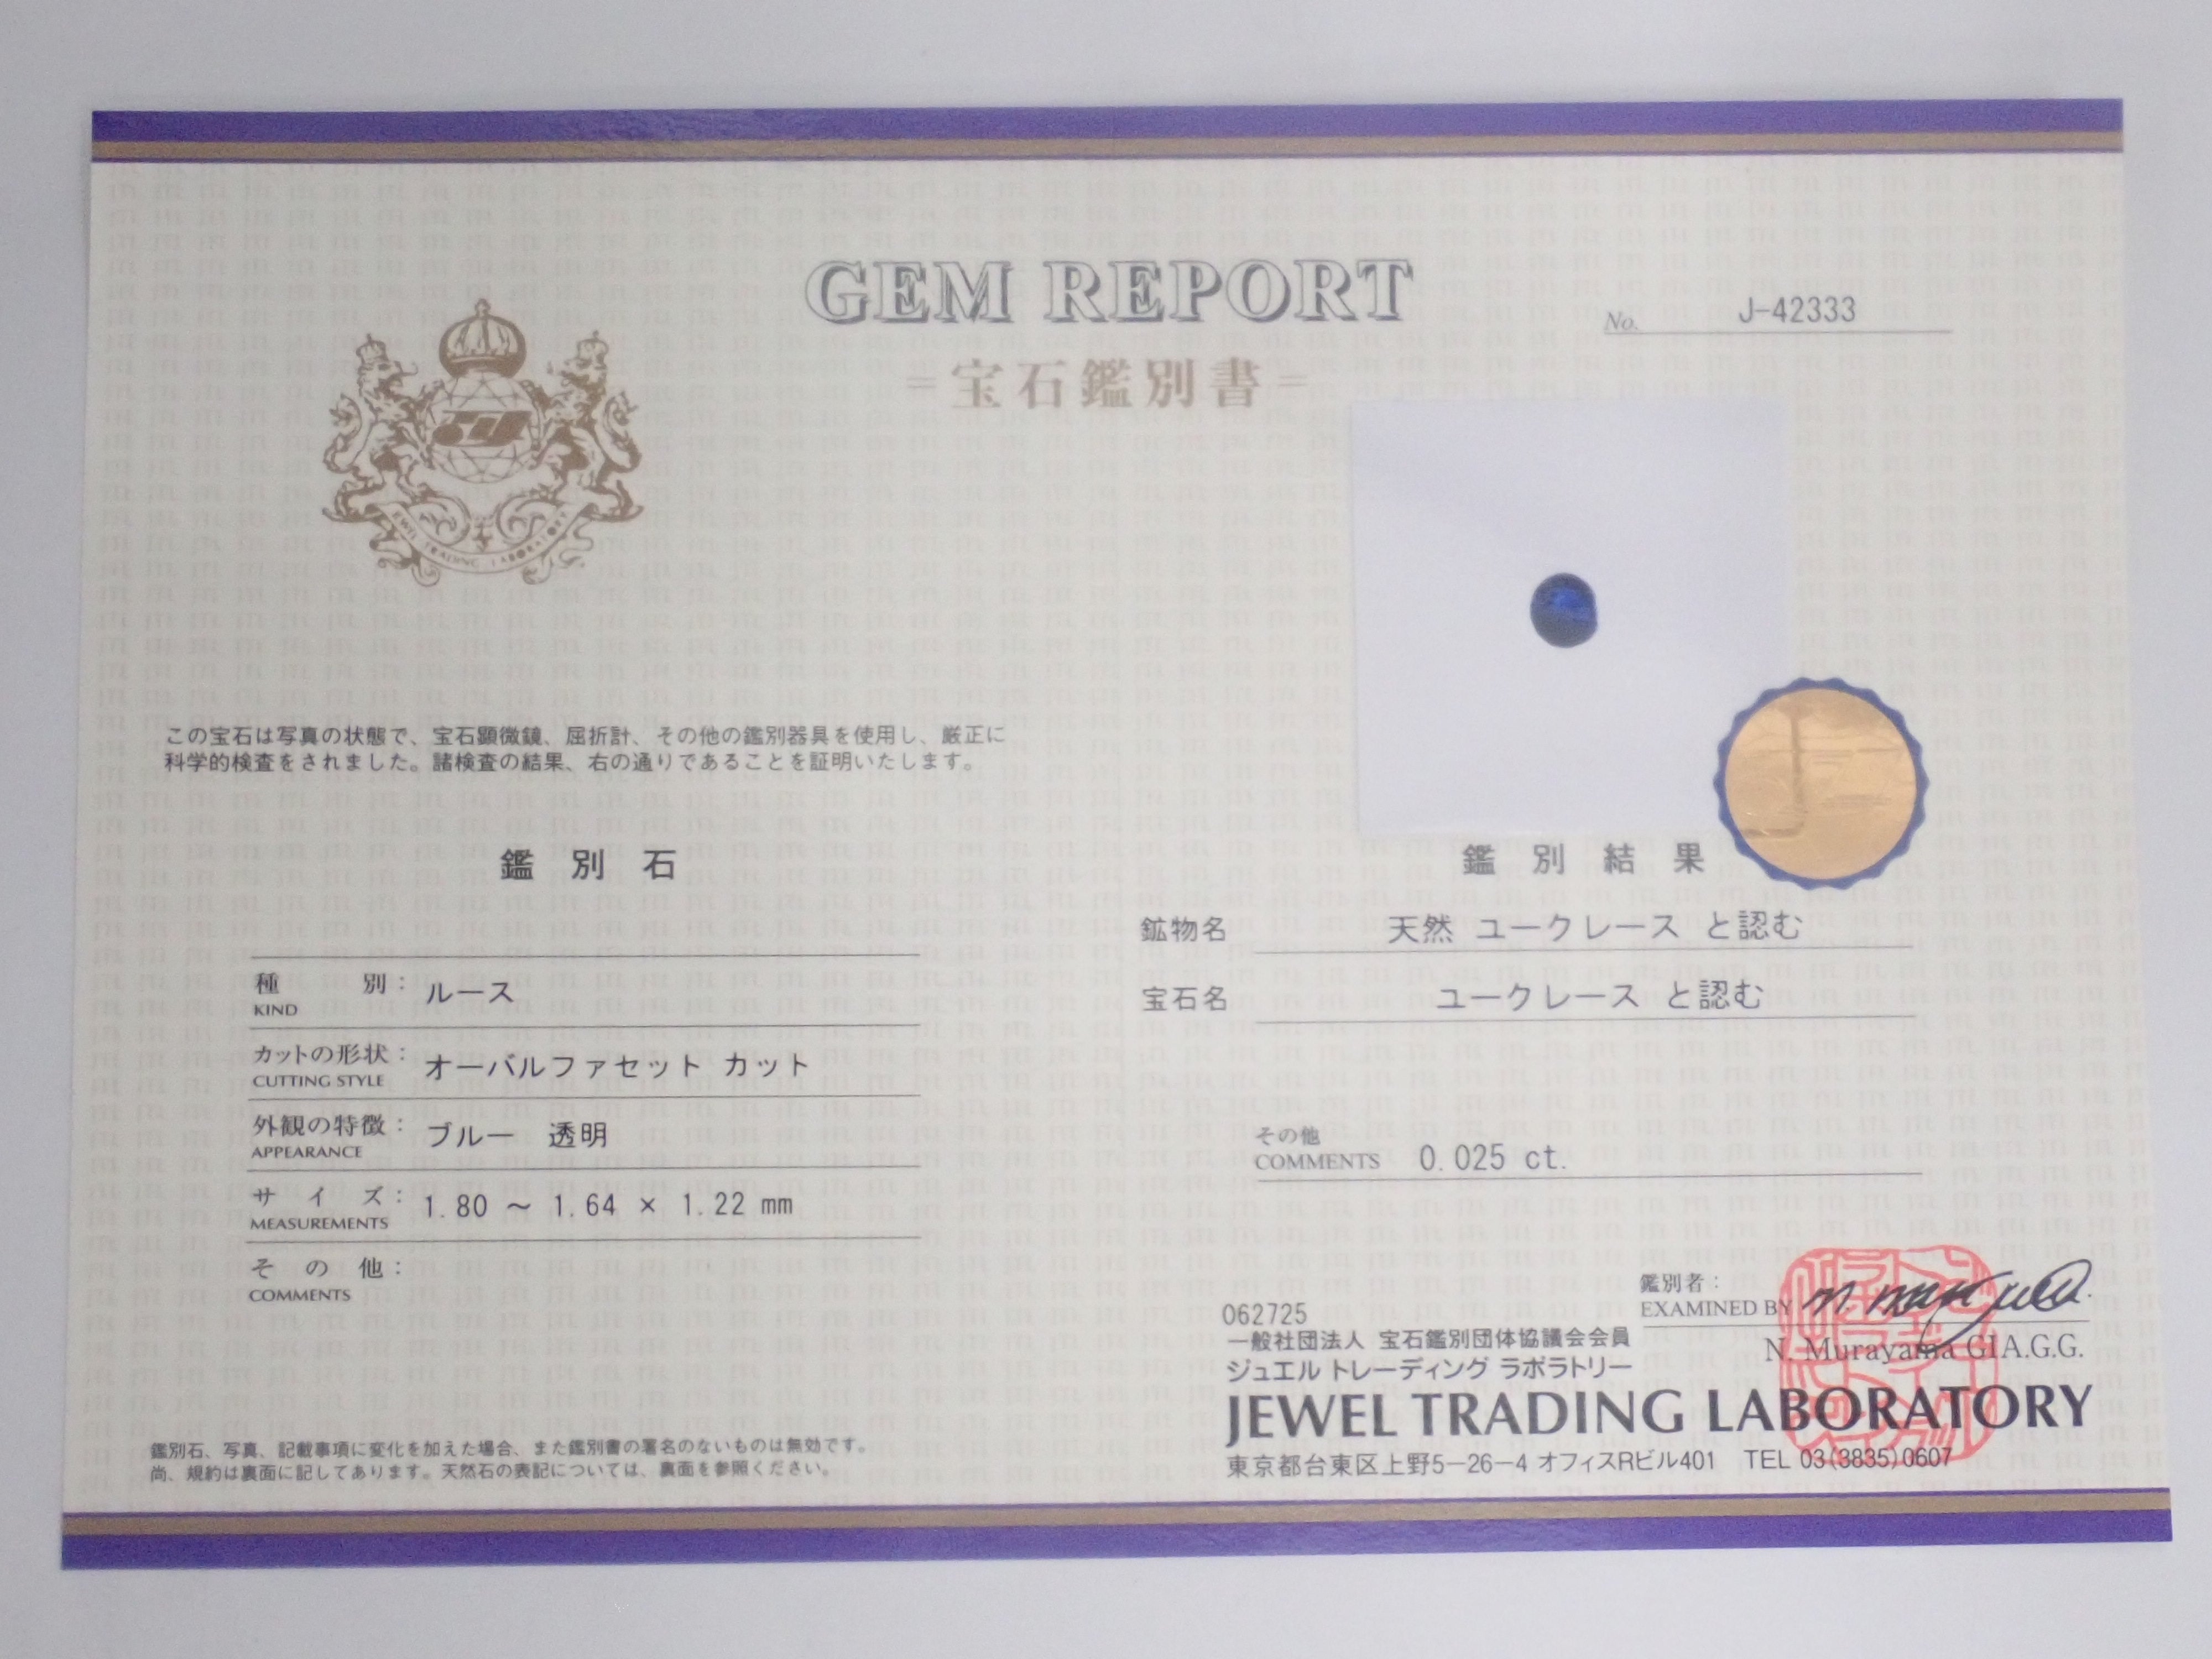 GEM REPORT
No. J-42333
=宝石鑑別書=
JEWEL TRADING LABORATORY
この宝石は写真の状態で、宝石顕微鏡、屈折計、その他の鑑別器具を使用し、厳正に
科学的検査をされました。諸検査の結果、右の通りであることを証明いたします。
鑑別石
種別: ルース
KIND
カットの形状: オーバルファセット カット
CUTTING STYLE
外観の特徴: ブルー 透明
APPEARANCE
サイズ: 1.80 ～ 1.64 × 1.22 mm
MEASUREMENTS
その他:
COMMENTS
鑑別石、写真、記載事項に変化を加えた場合、また鑑別書の署名のないものは無効です。
尚、規約は裏面に記してあります。天然石の表記については、裏面を参照ください。
鑑別結果
鉱物名 天然 ユークレース と認む
宝石名 ユークレース と認む
その他
COMMENTS 0.025 ct.
鑑別者:
EXAMINED BY
N. Murayama GIA.G.G.
062725
一般社団法人 宝石鑑別団体協議会会員
ジュエル トレーディング ラボラトリー
JEWEL TRADING LABORATORY
東京都台東区上野5-26-4 オフィスRビル401 TEL 03(3835)0607